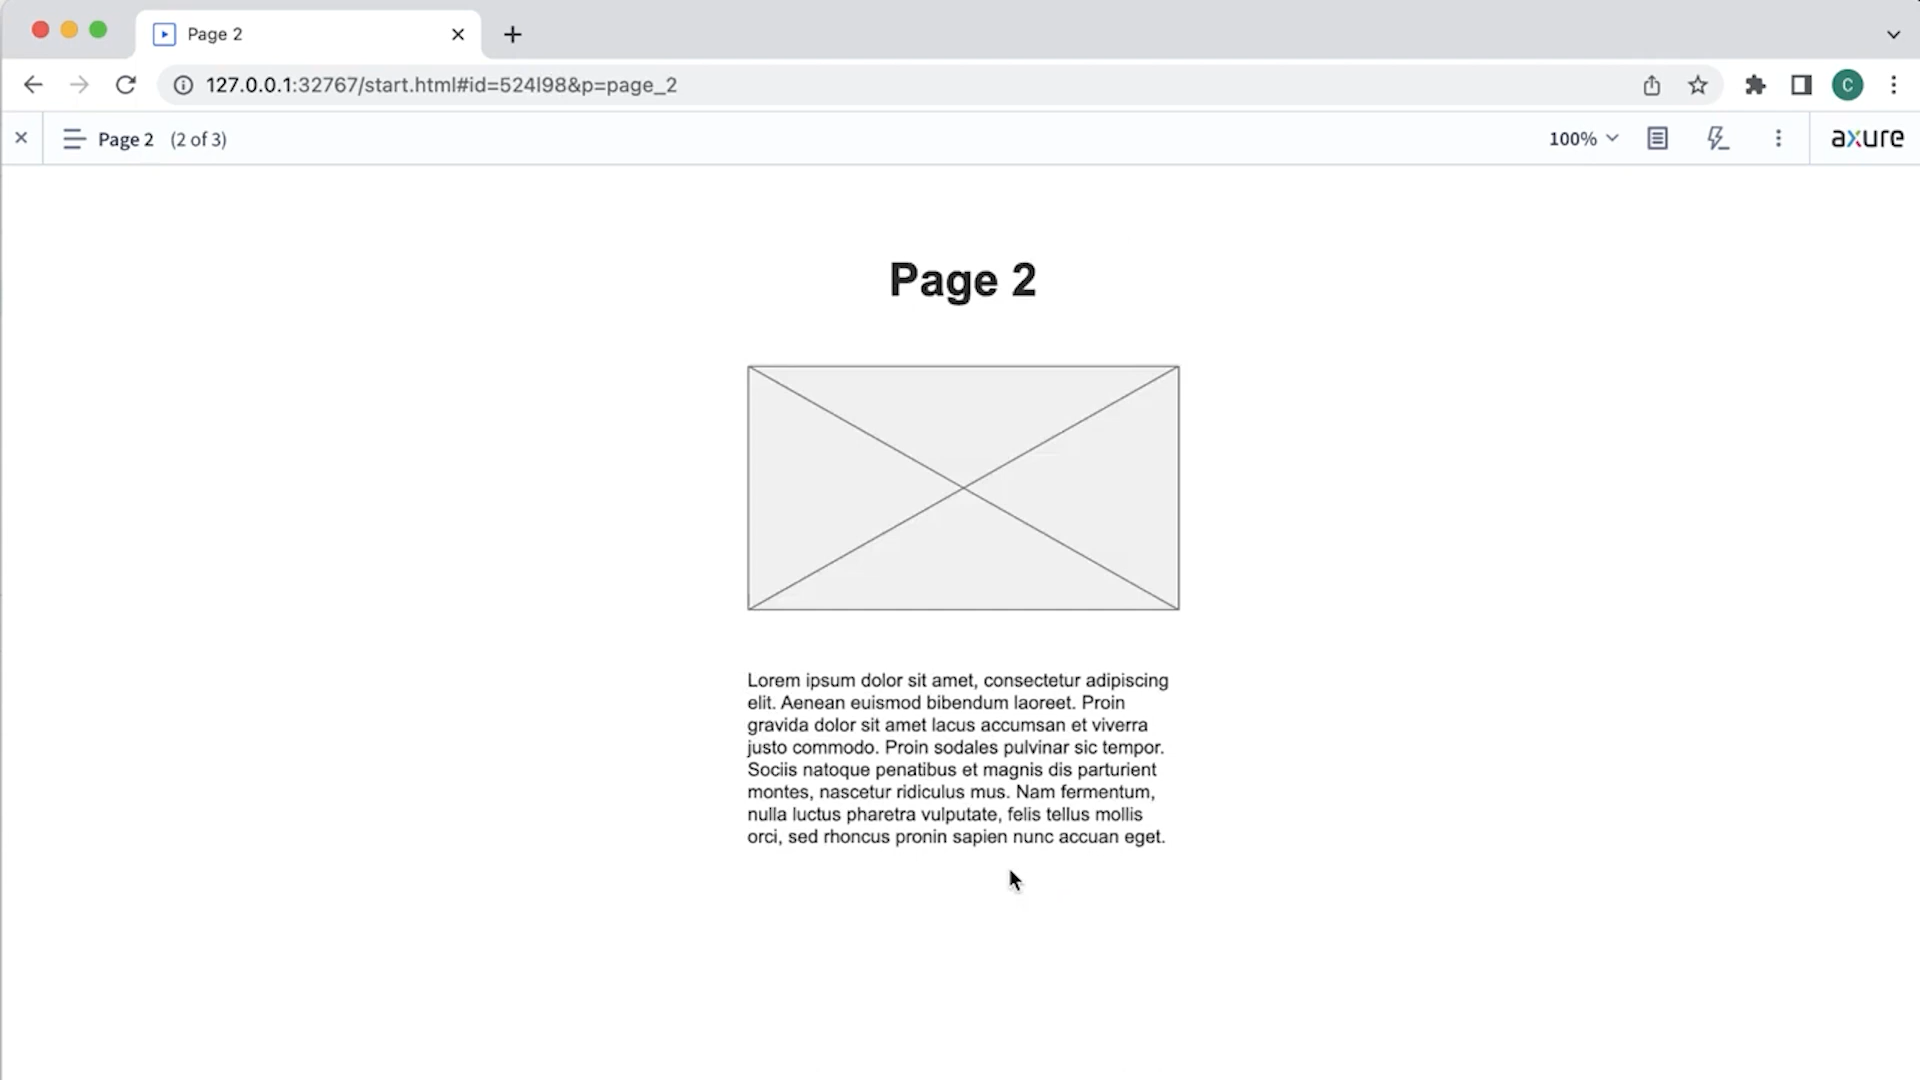 Page 2
127.0.0.1:32767/start.html#id=524l98&p=page_2
C
Page 2 (2 of 3)
100%
axure
Page 2
Lorem ipsum dolor sit amet, consectetur adipiscing
elit. Aenean euismod bibendum laoreet. Proin
gravida dolor sit amet lacus accumsan et viverra
justo commodo. Proin sodales pulvinar sic tempor.
Sociis natoque penatibus et magnis dis parturient
montes, nascetur ridiculus mus. Nam fermentum,
nulla luctus pharetra vulputate, felis tellus mollis
orci, sed rhoncus pronin sapien nunc accuan eget.